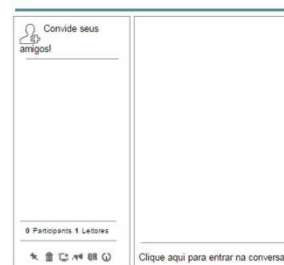 Convide seus
amigos!
0 Participants 1 Leitores
Clique aqui para entrar na conversa